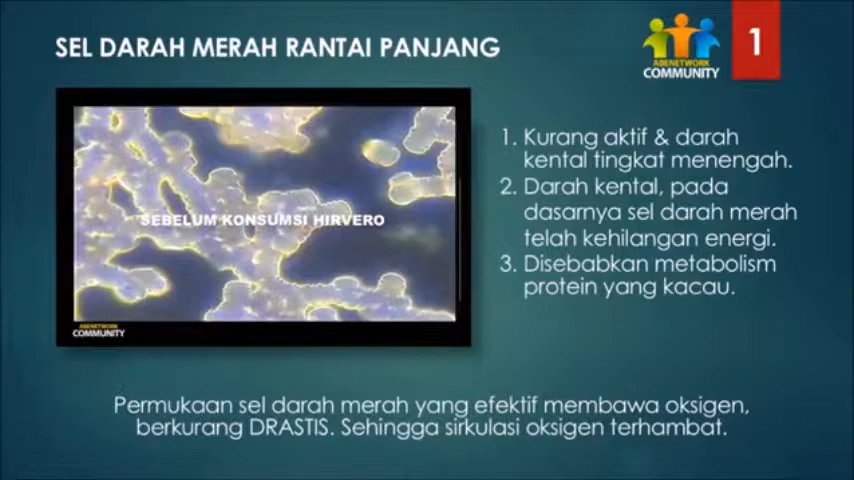 SEL DARAH MERAH RANTAI PANJANG
ABENETWORK
COMMUNITY
1
SEBELUM KONSUMSI HIRVERO
ABENETWORK
COMMUNITY
1. Kurang aktif & darah
kental tingkat menengah.
2. Darah kental, pada
dasarnya sel darah merah
telah kehilangan energi.
3. Disebabkan metabolism
protein yang kacau.
Permukaan sel darah merah yang efektif membawa oksigen,
berkurang DRASTIS. Sehingga sirkulasi oksigen terhambat.